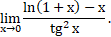 lim x→0 (ln(1 + x) − x) / (tg² x).